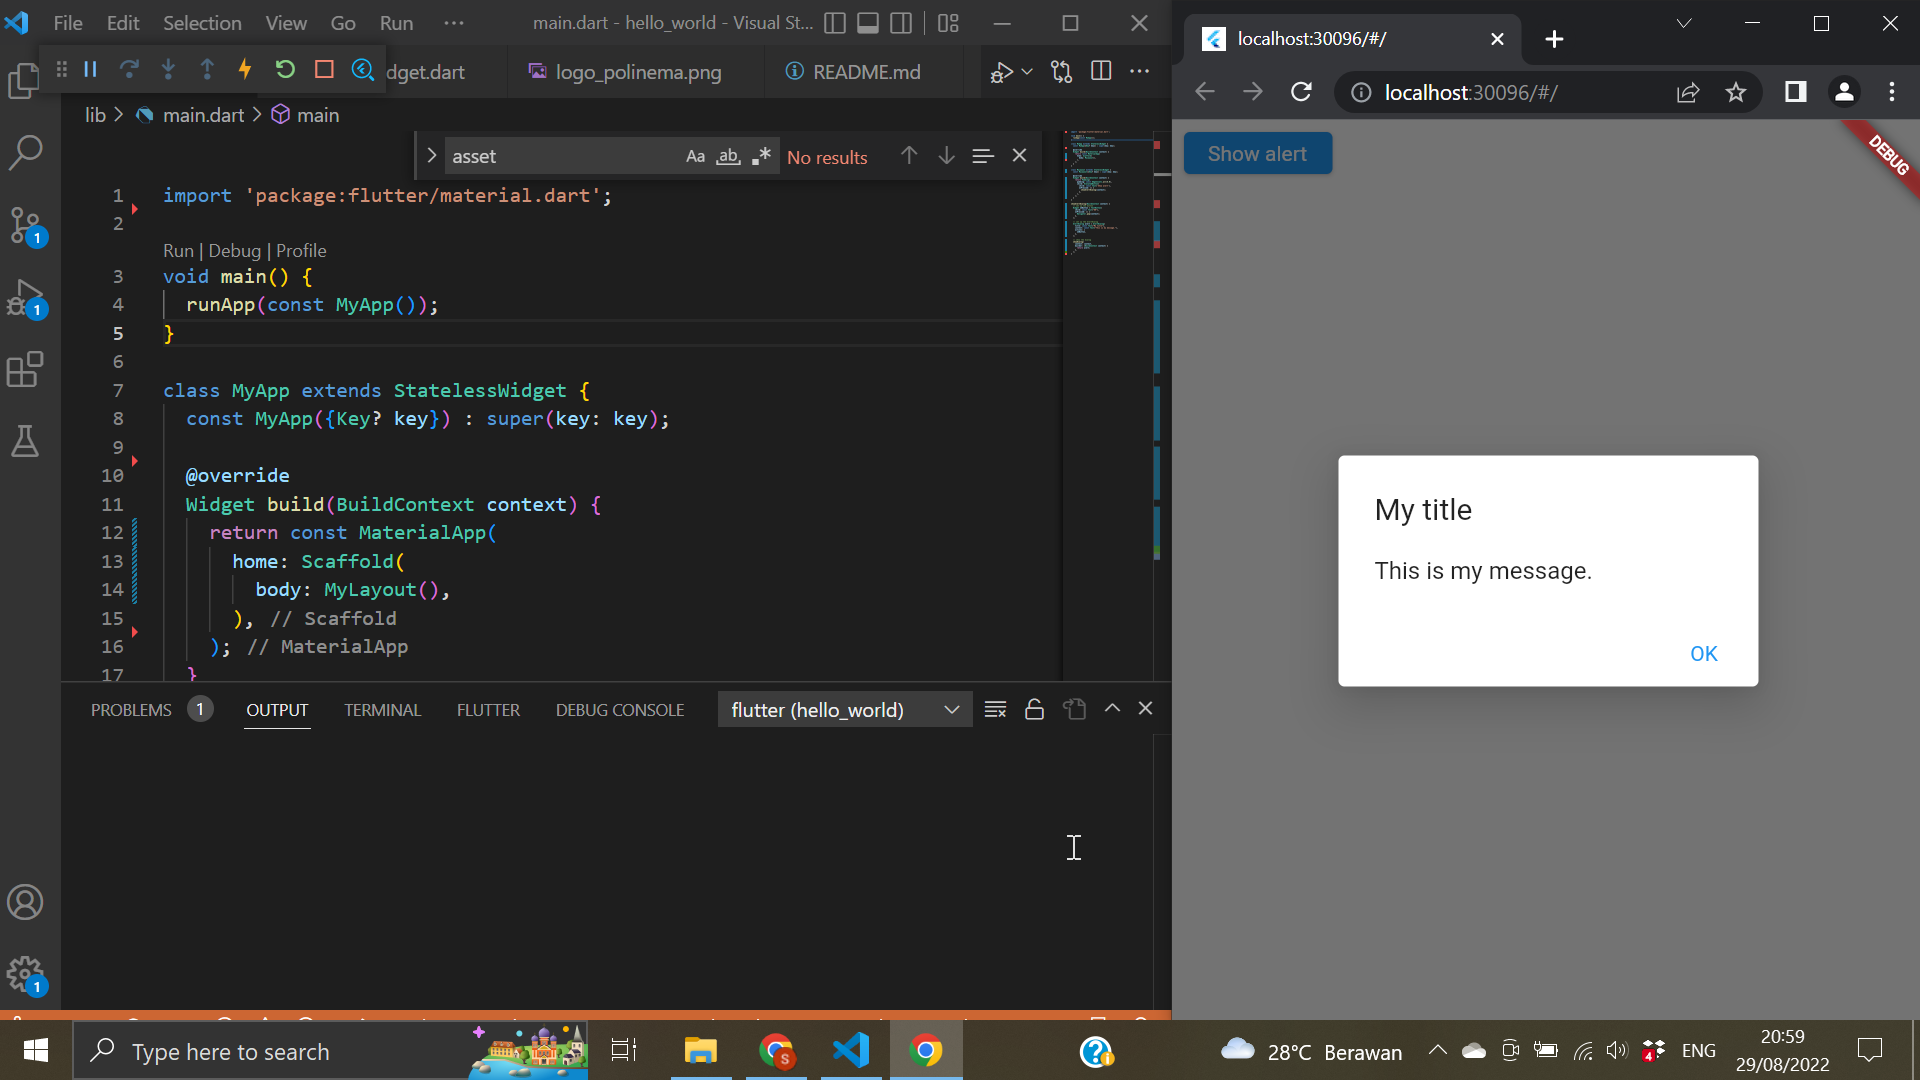 File Edit Selection View Go Run ··· main.dart - hello_world - Visual St...
dget.dart logo_polinema.png README.md
lib > main.dart > main
asset Aa ab .* No results
1 import 'package:flutter/material.dart';
2
Run | Debug | Profile
3 void main() {
4 runApp(const MyApp());
5 }
6
7 class MyApp extends StatelessWidget {
8 const MyApp({Key? key}) : super(key: key);
9
10 @override
11 Widget build(BuildContext context) {
12 return const MaterialApp(
13 home: Scaffold(
14 body: MyLayout(),
15 ), // Scaffold
16 ); // MaterialApp
17 }
1
1
1
PROBLEMS 1 OUTPUT TERMINAL FLUTTER DEBUG CONSOLE flutter (hello_world)
localhost:30096/#/
localhost:30096/#/
Show alert
DEBUG
My title
This is my message.
OK
Type here to search
S
28°C Berawan
4
ENG
20:59
29/08/2022